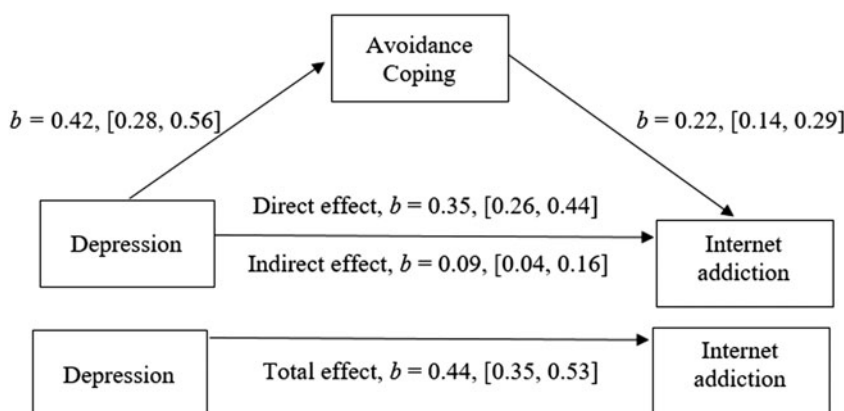 Avoidance
Coping
b = 0.42, [0.28, 0.56]
b = 0.22, [0.14, 0.29]
Direct effect, b = 0.35, [0.26, 0.44]
Depression
Internet
addiction
Indirect effect, b = 0.09, [0.04, 0.16]
Depression
Internet
addiction
Total effect, b = 0.44, [0.35, 0.53]